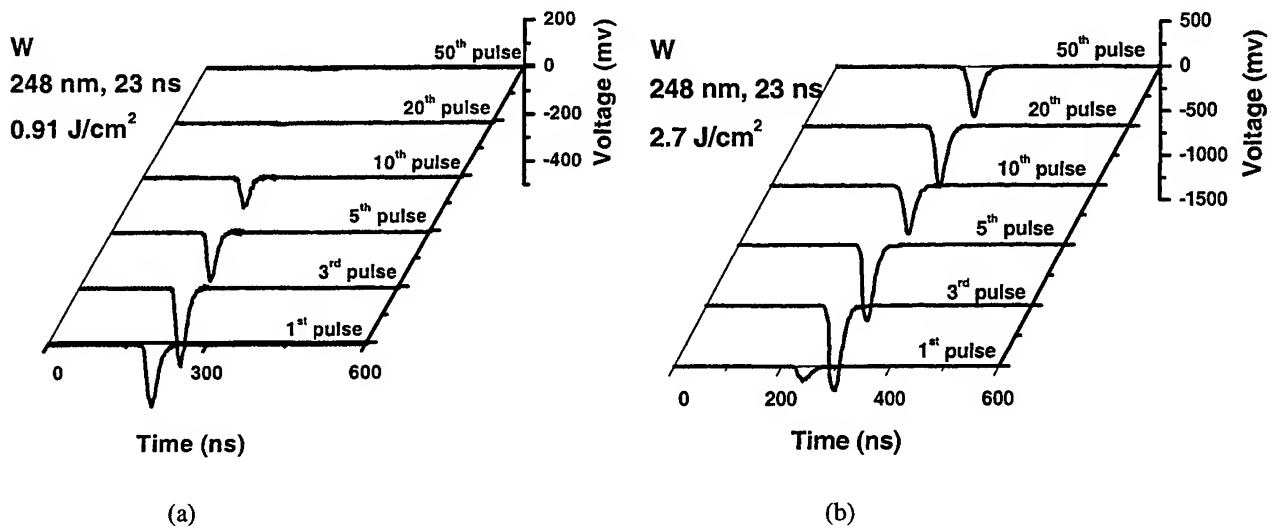 W
248 nm, 23 ns
0.91 J/cm²
50th pulse
20th pulse
10th pulse
5th pulse
3rd pulse
1st pulse
200
0
-200
-400
Voltage (mv)
0
300
600
Time (ns)
(a)
W
248 nm, 23 ns
2.7 J/cm²
50th pulse
20th pulse
10th pulse
5th pulse
3rd pulse
1st pulse
500
0
-500
-1000
-1500
Voltage (mv)
0
200
400
600
Time (ns)
(b)